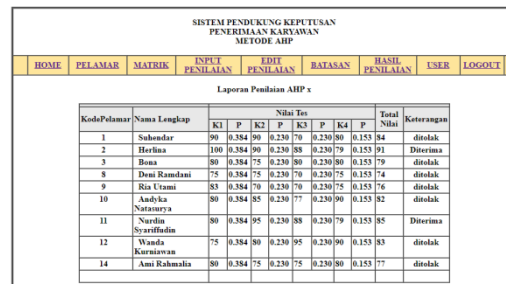 SISTEM PENDUKUNG KEPUTUSAN
PENERIMAAN KARYAWAN
METODE AHP
HOME PELAMAR MATRIK INPUT PENILAIAN EDIT PENILAIAN BATASAN HASIL PENILAIAN USER LOGOUT
Laporan Penilaian AHP x
KodePelamar Nama Lengkap Nilai Tes Total Nilai Keterangan
K1 P K2 P K3 P K4 P
1 Suhendar 90 0.384 90 0.230 70 0.230 80 0.153 84 ditolak
2 Herlina 100 0.384 90 0.230 88 0.230 79 0.153 91 Diterima
3 Bona 80 0.384 75 0.230 80 0.230 80 0.153 79 ditolak
8 Deni Ramdani 75 0.384 75 0.230 70 0.230 75 0.153 74 ditolak
9 Ria Utami 83 0.384 70 0.230 70 0.230 75 0.153 76 ditolak
10 Andyka Natasurya 80 0.384 85 0.230 77 0.230 90 0.153 82 ditolak
11 Nurdin Syariffudin 80 0.384 95 0.230 88 0.230 79 0.153 85 Diterima
12 Wanda Kurniawan 75 0.384 80 0.230 95 0.230 90 0.153 83 ditolak
14 Ami Rahmalia 80 0.384 75 0.230 75 0.230 80 0.153 77 ditolak